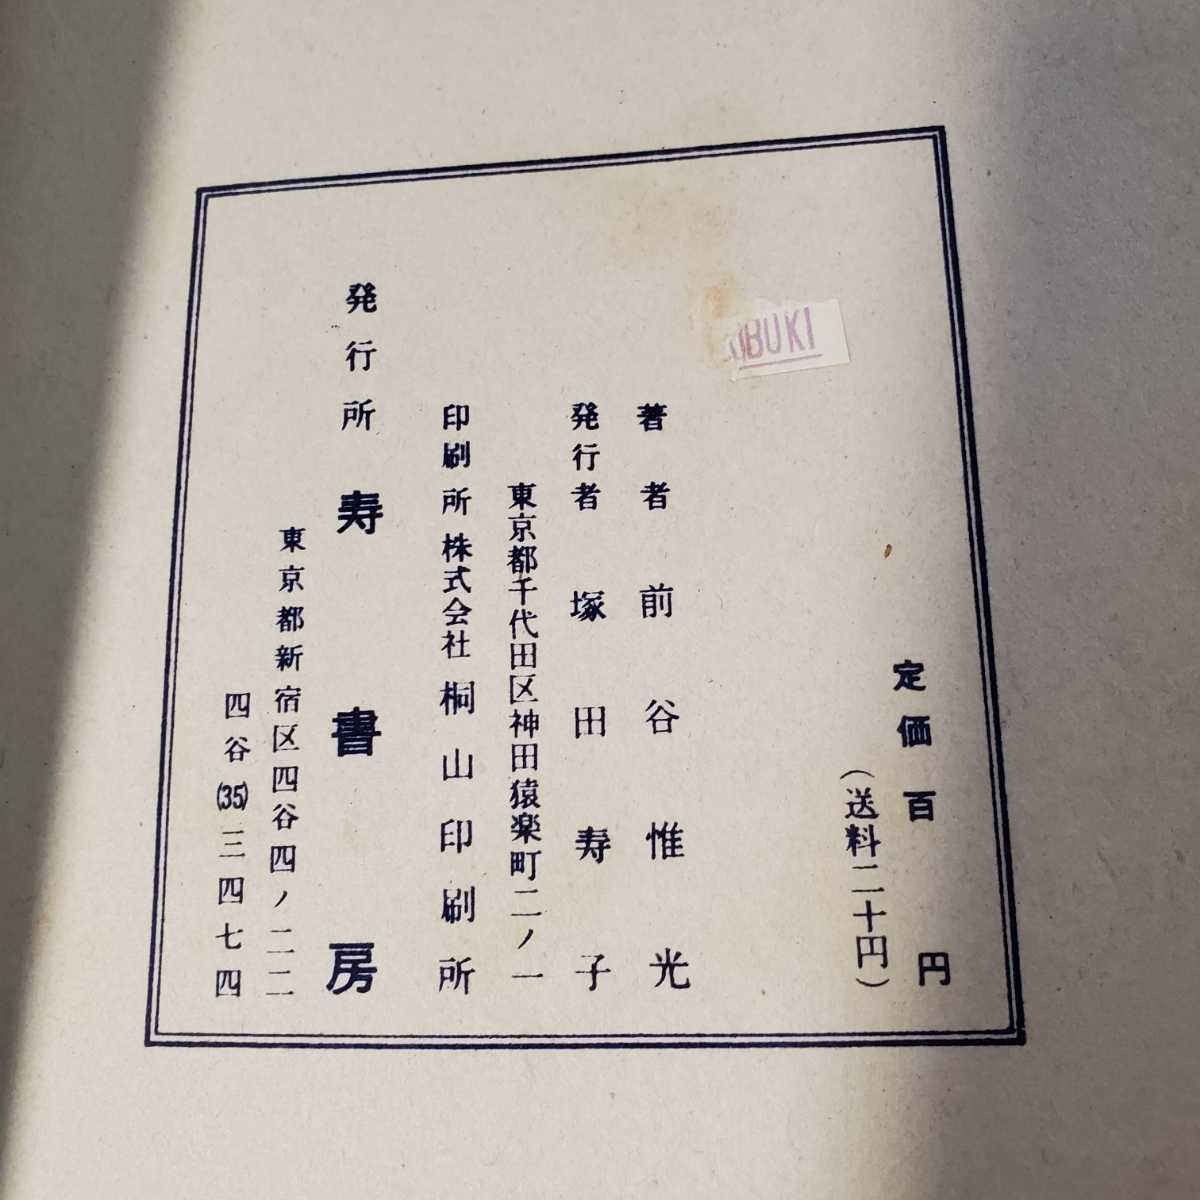 定価百円
(送料二十円)
OBUKI
著者 前谷惟光
発行者 塚田寿子
東京都千代田区神田猿楽町二ノ一
印刷所 株式会社 桐山印刷所
発行所 寿書房
東京都新宿区四谷四ノ二二
四谷(35)三四七四